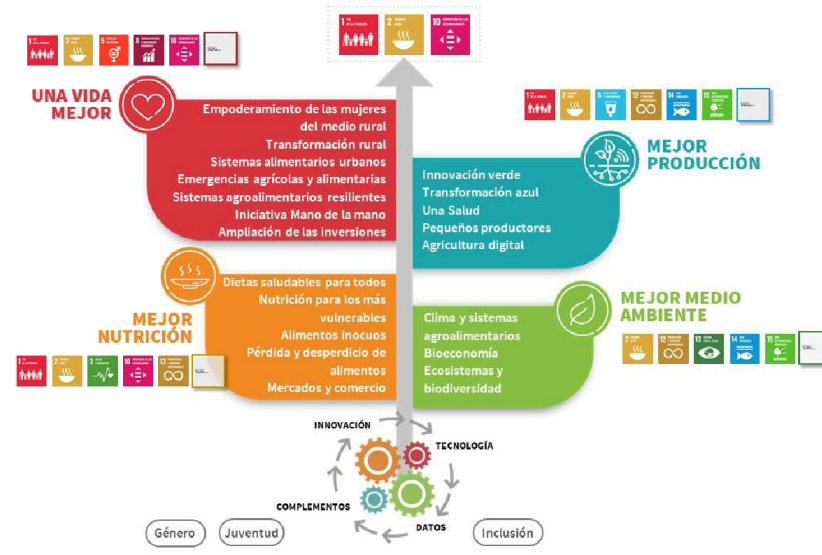 UNA VIDA
MEJOR
Empoderamiento de las mujeres
del medio rural
Transformación rural
Sistemas alimentarios urbanos
Emergencias agrícolas y alimentarias
Sistemas agroalimentarios resilientes
Iniciativa Mano de la mano
Ampliación de las inversiones
MEJOR
PRODUCCIÓN
Innovación verde
Transformación azul
Una Salud
Pequeños productores
Agricultura digital
MEJOR
NUTRICIÓN
Dietas saludables para todos
Nutrición para los más
vulnerables
Alimentos inocuos
Pérdida y desperdicio de
alimentos
Mercados y comercio
MEJOR MEDIO
AMBIENTE
Clima y sistemas
agroalimentarios
Bioeconomía
Ecosistemas y
biodiversidad
INNOVACIÓN
TECNOLOGÍA
COMPLEMENTOS
DATOS
Género
Juventud
Inclusión